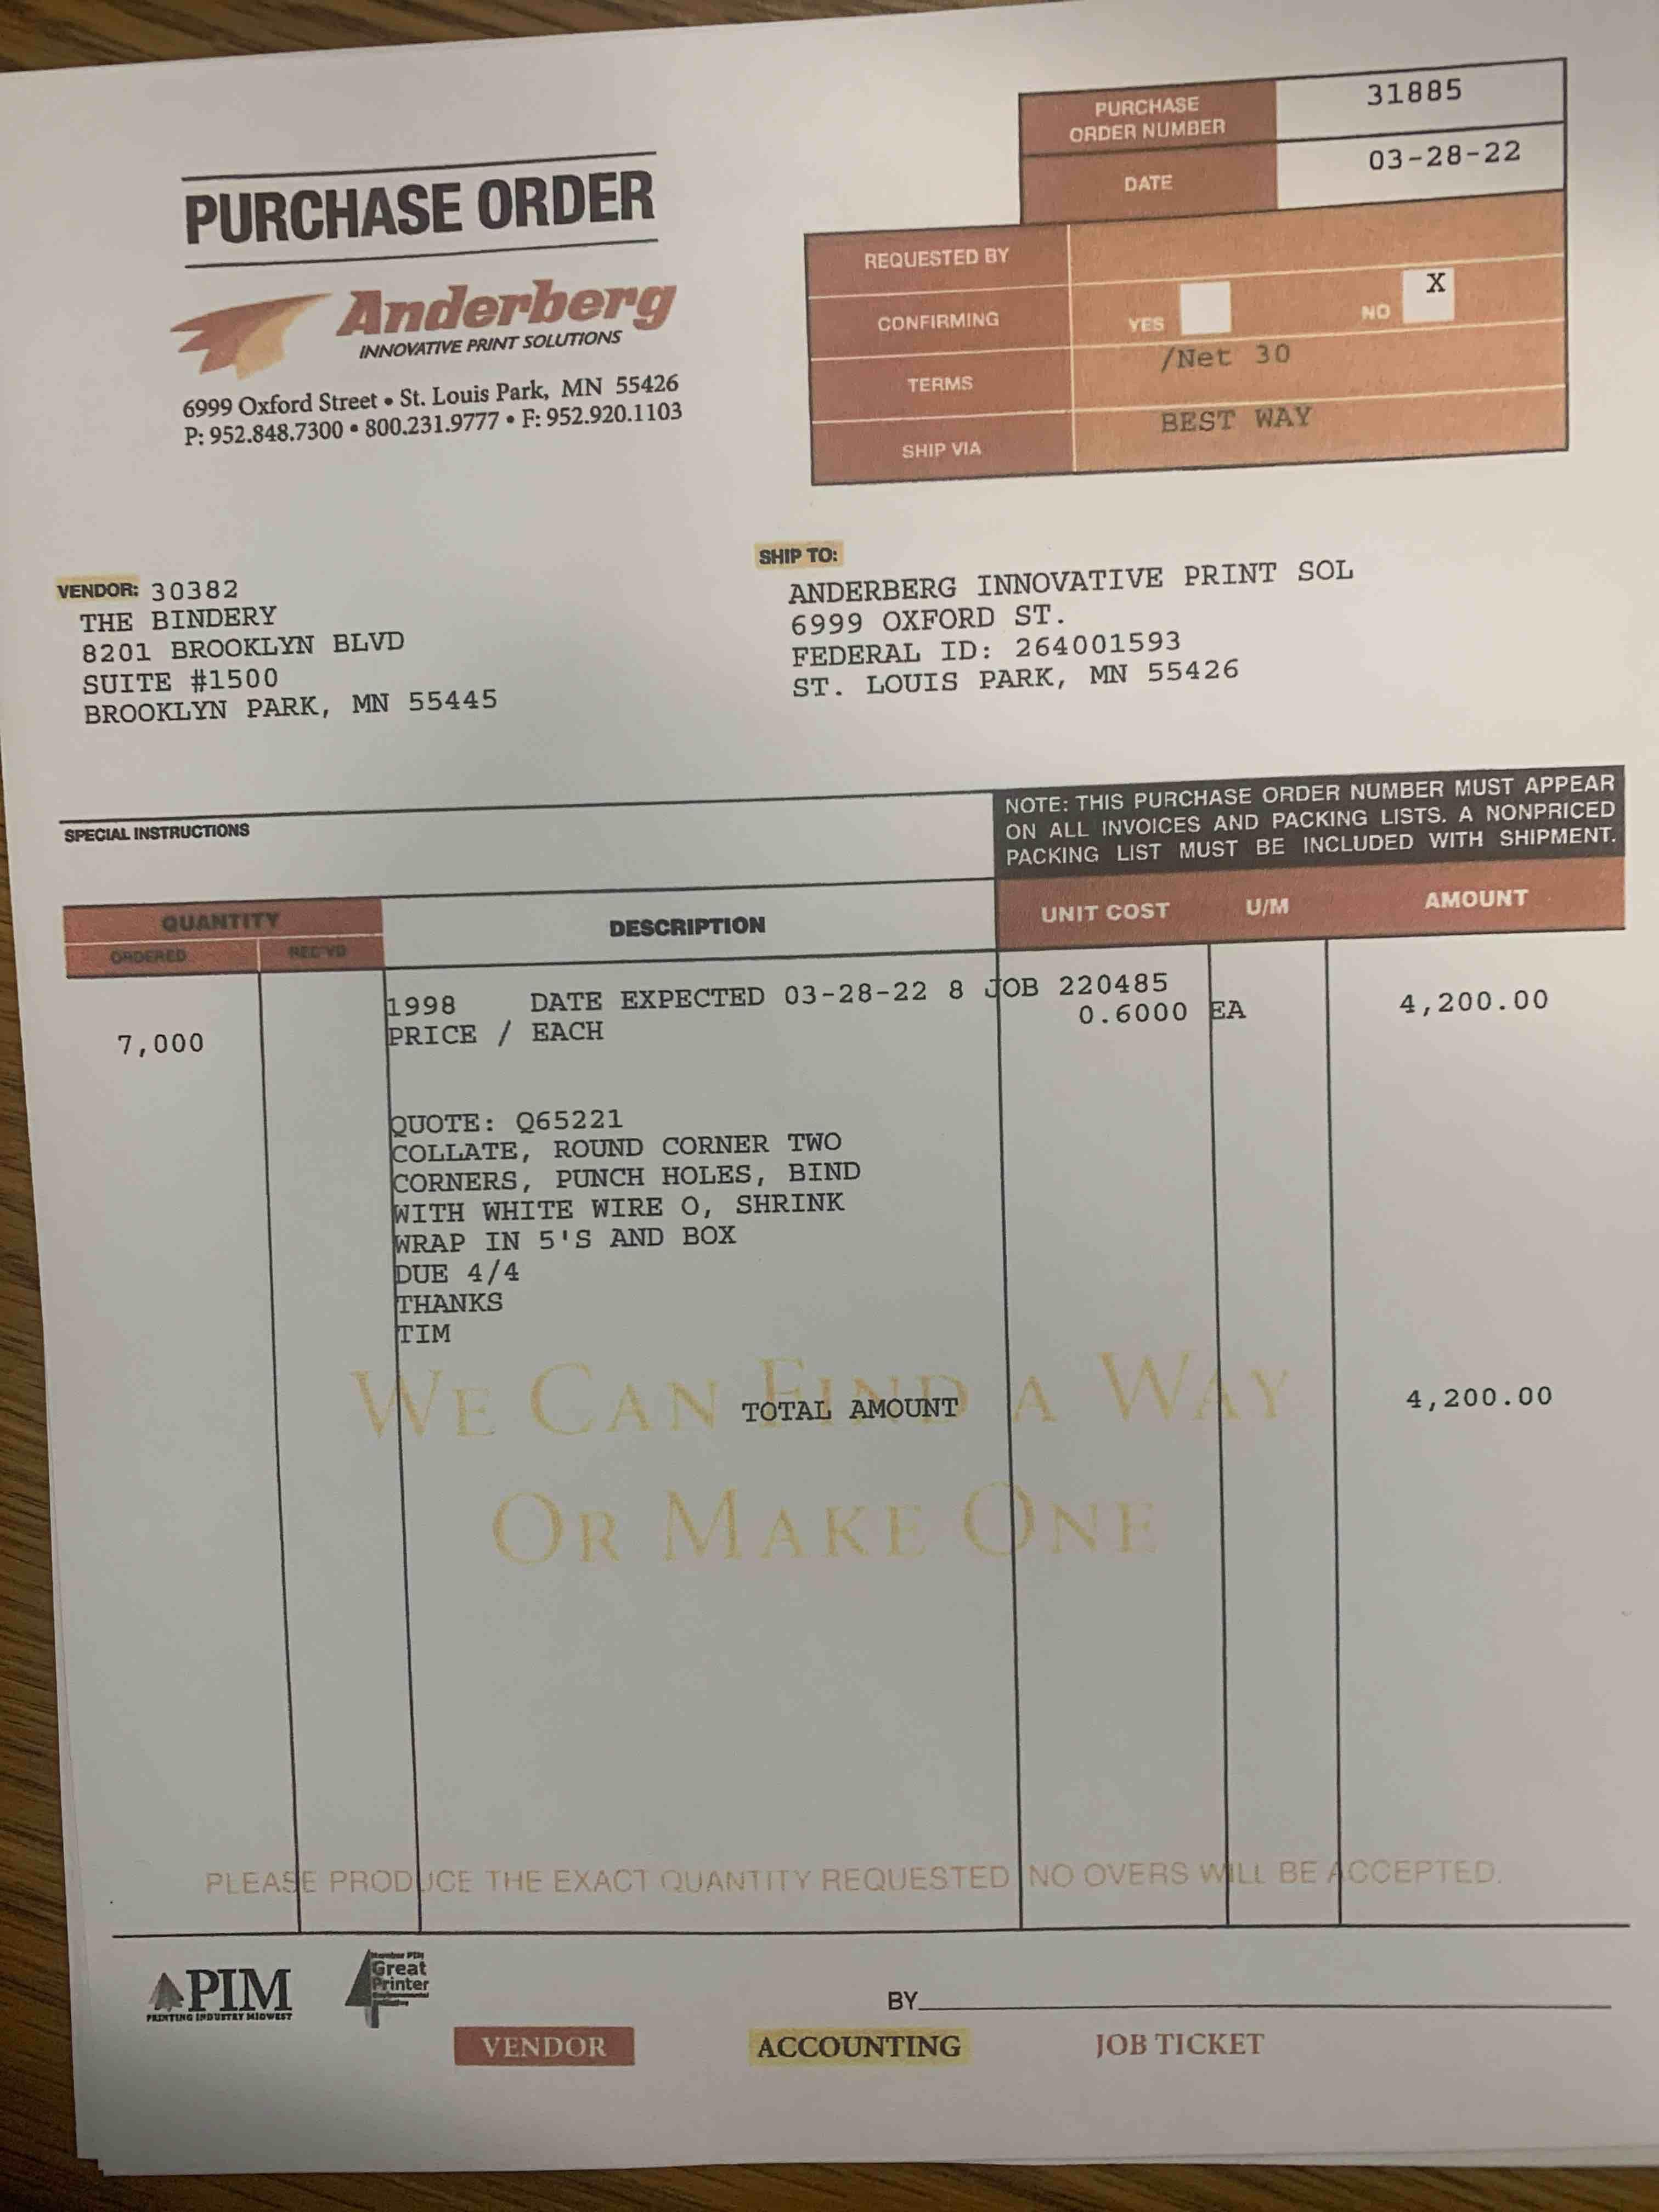 PURCHASE ORDER NUMBER 31885
DATE 03-28-22
PURCHASE ORDER
Anderberg
INNOVATIVE PRINT SOLUTIONS
6999 Oxford Street • St. Louis Park, MN 55426
P: 952.848.7300 • 800.231.9777 • F: 952.920.1103
REQUESTED BY
CONFIRMING YES NO X
TERMS /Net 30
SHIP VIA BEST WAY
VENDOR: 30382
THE BINDERY
8201 BROOKLYN BLVD
SUITE #1500
BROOKLYN PARK, MN 55445
SHIP TO:
ANDERBERG INNOVATIVE PRINT SOL
6999 OXFORD ST.
FEDERAL ID: 264001593
ST. LOUIS PARK, MN 55426
SPECIAL INSTRUCTIONS
NOTE: THIS PURCHASE ORDER NUMBER MUST APPEAR
ON ALL INVOICES AND PACKING LISTS. A NONPRICED
PACKING LIST MUST BE INCLUDED WITH SHIPMENT.
QUANTITY DESCRIPTION UNIT COST U/M AMOUNT
ORDERED REC'VD
1998 DATE EXPECTED 03-28-22 8 JOB 220485
7,000 PRICE / EACH 0.6000 EA 4,200.00
QUOTE: Q65221
COLLATE, ROUND CORNER TWO
CORNERS, PUNCH HOLES, BIND
WITH WHITE WIRE O, SHRINK
WRAP IN 5'S AND BOX
DUE 4/4
THANKS
TIM
WE CAN FIND A WAY
TOTAL AMOUNT 4,200.00
OR MAKE ONE
PLEASE PRODUCE THE EXACT QUANTITY REQUESTED NO OVERS WILL BE ACCEPTED.
PIM
PRINTING INDUSTRY MIDWEST
Member PIM
Great
Printer
Environmental
Initiative
BY
VENDOR ACCOUNTING JOB TICKET